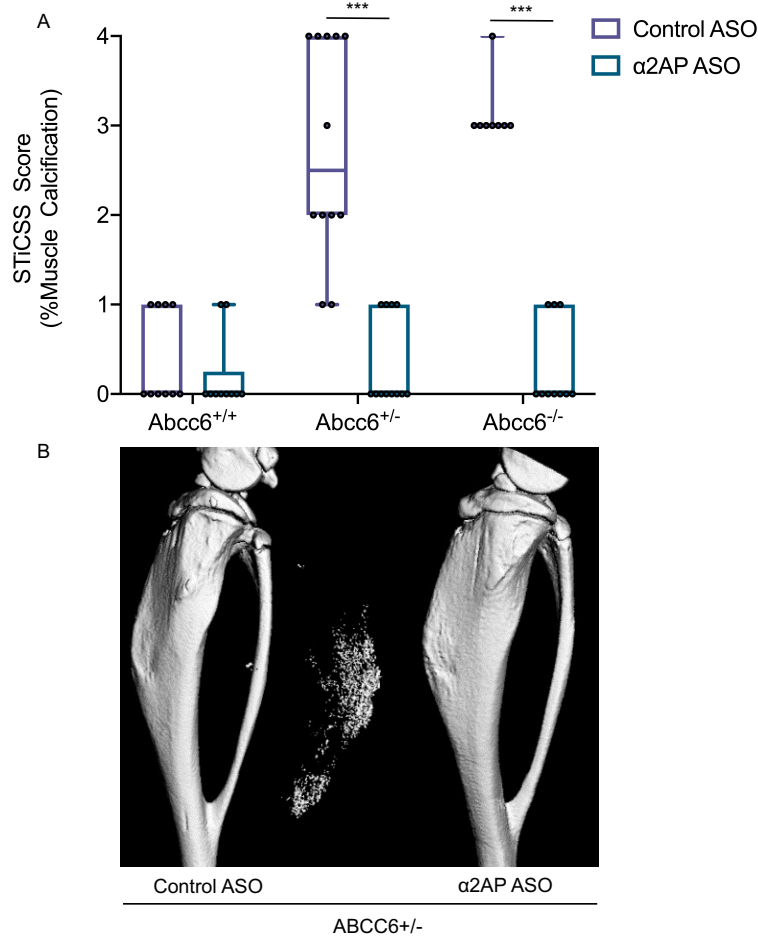 A
***
***
Control ASO
α2AP ASO
STiCSS Score
(%Muscle Calcification)
4
3
2
1
0
Abcc6+/+
Abcc6+/-
Abcc6-/-
B
Control ASO
α2AP ASO
ABCC6+/-